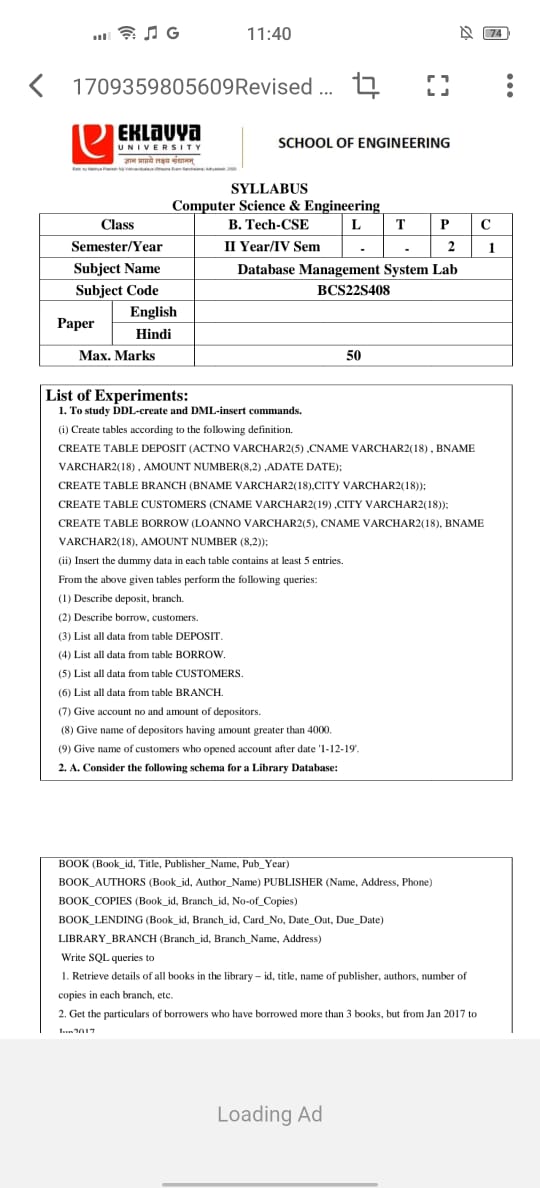 11:40
74
1709359805609Revised ...
EKLAVYA
UNIVERSITY
SCHOOL OF ENGINEERING
SYLLABUS
Computer Science & Engineering
Class B. Tech-CSE L T P C
Semester/Year II Year/IV Sem - - 2 1
Subject Name Database Management System Lab
Subject Code BCS22S408
Paper English
Hindi
Max. Marks 50
List of Experiments:
1. To study DDL-create and DML-insert commands.
(i) Create tables according to the following definition.
CREATE TABLE DEPOSIT (ACTNO VARCHAR2(5) ,CNAME VARCHAR2(18) , BNAME
VARCHAR2(18) , AMOUNT NUMBER(8,2) ,ADATE DATE);
CREATE TABLE BRANCH (BNAME VARCHAR2(18),CITY VARCHAR2(18));
CREATE TABLE CUSTOMERS (CNAME VARCHAR2(19) ,CITY VARCHAR2(18));
CREATE TABLE BORROW (LOANNO VARCHAR2(5), CNAME VARCHAR2(18), BNAME
VARCHAR2(18), AMOUNT NUMBER (8,2));
(ii) Insert the dummy data in each table contains at least 5 entries.
From the above given tables perform the following queries:
(1) Describe deposit, branch.
(2) Describe borrow, customers.
(3) List all data from table DEPOSIT.
(4) List all data from table BORROW.
(5) List all data from table CUSTOMERS.
(6) List all data from table BRANCH.
(7) Give account no and amount of depositors.
(8) Give name of depositors having amount greater than 4000.
(9) Give name of customers who opened account after date '1-12-19'.
2. A. Consider the following schema for a Library Database:
BOOK (Book_id, Title, Publisher_Name, Pub_Year)
BOOK_AUTHORS (Book_id, Author_Name) PUBLISHER (Name, Address, Phone)
BOOK_COPIES (Book_id, Branch_id, No-of_Copies)
BOOK_LENDING (Book_id, Branch_id, Card_No, Date_Out, Due_Date)
LIBRARY_BRANCH (Branch_id, Branch_Name, Address)
Write SQL queries to
1. Retrieve details of all books in the library – id, title, name of publisher, authors, number of
copies in each branch, etc.
2. Get the particulars of borrowers who have borrowed more than 3 books, but from Jan 2017 to
Jun2017
Loading Ad